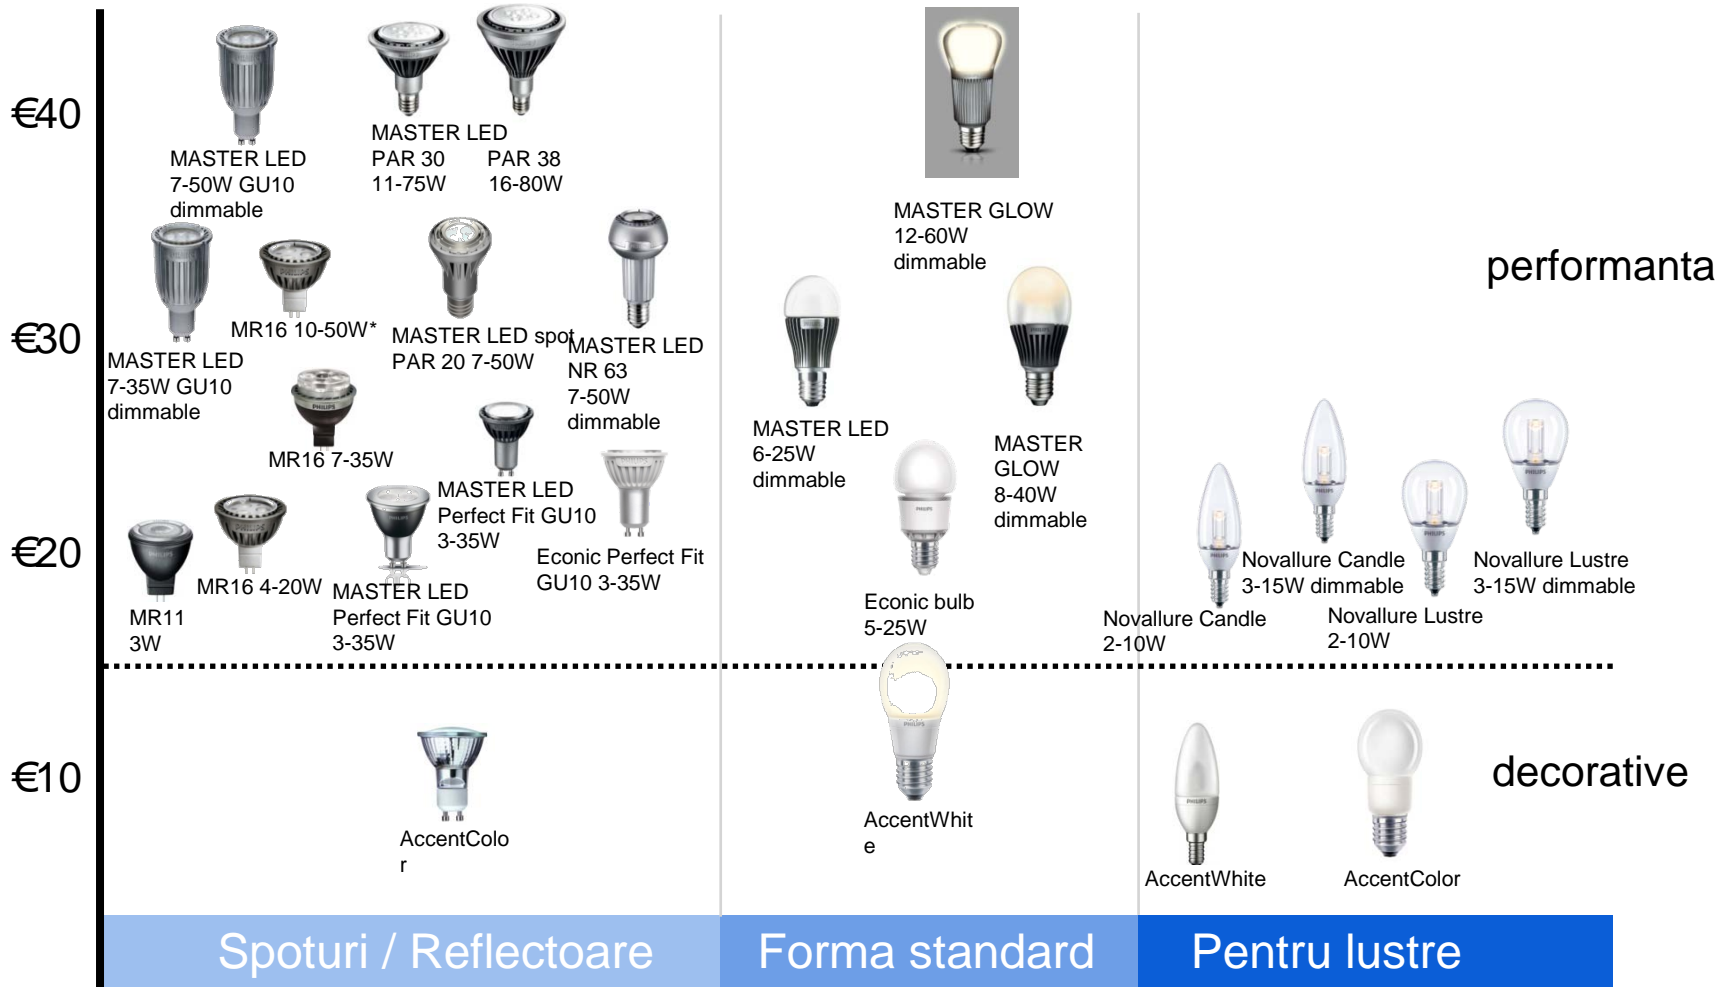 €40
MASTER LED
7-50W GU10
dimmable
MASTER LED
PAR 30 PAR 38
11-75W 16-80W
MASTER GLOW
12-60W
dimmable
performanta
€30
MASTER LED
7-35W GU10
dimmable
MR16 10-50W*
PHILIPS
MASTER LED spot
PAR 20 7-50W
MASTER LED
NR 63
7-50W
dimmable
PHILIPS
MR16 7-35W
MASTER LED
6-25W
dimmable
PHILIPS
MASTER
GLOW
8-40W
dimmable
€20
MR11
3W
MR16 4-20W
MASTER LED
Perfect Fit GU10
3-35W
MASTER LED
Perfect Fit GU10
3-35W
Econic Perfect Fit
GU10 3-35W
PHILIPS
Econic bulb
5-25W
Novallure Candle
2-10W
Novallure Candle
3-15W dimmable
Novallure Lustre
2-10W
Novallure Lustre
3-15W dimmable
€10
AccentColo
r
PHILIPS
AccentWhit
e
PHILIPS
AccentWhite
AccentColor
decorative
Spoturi / Reflectoare
Forma standard
Pentru lustre